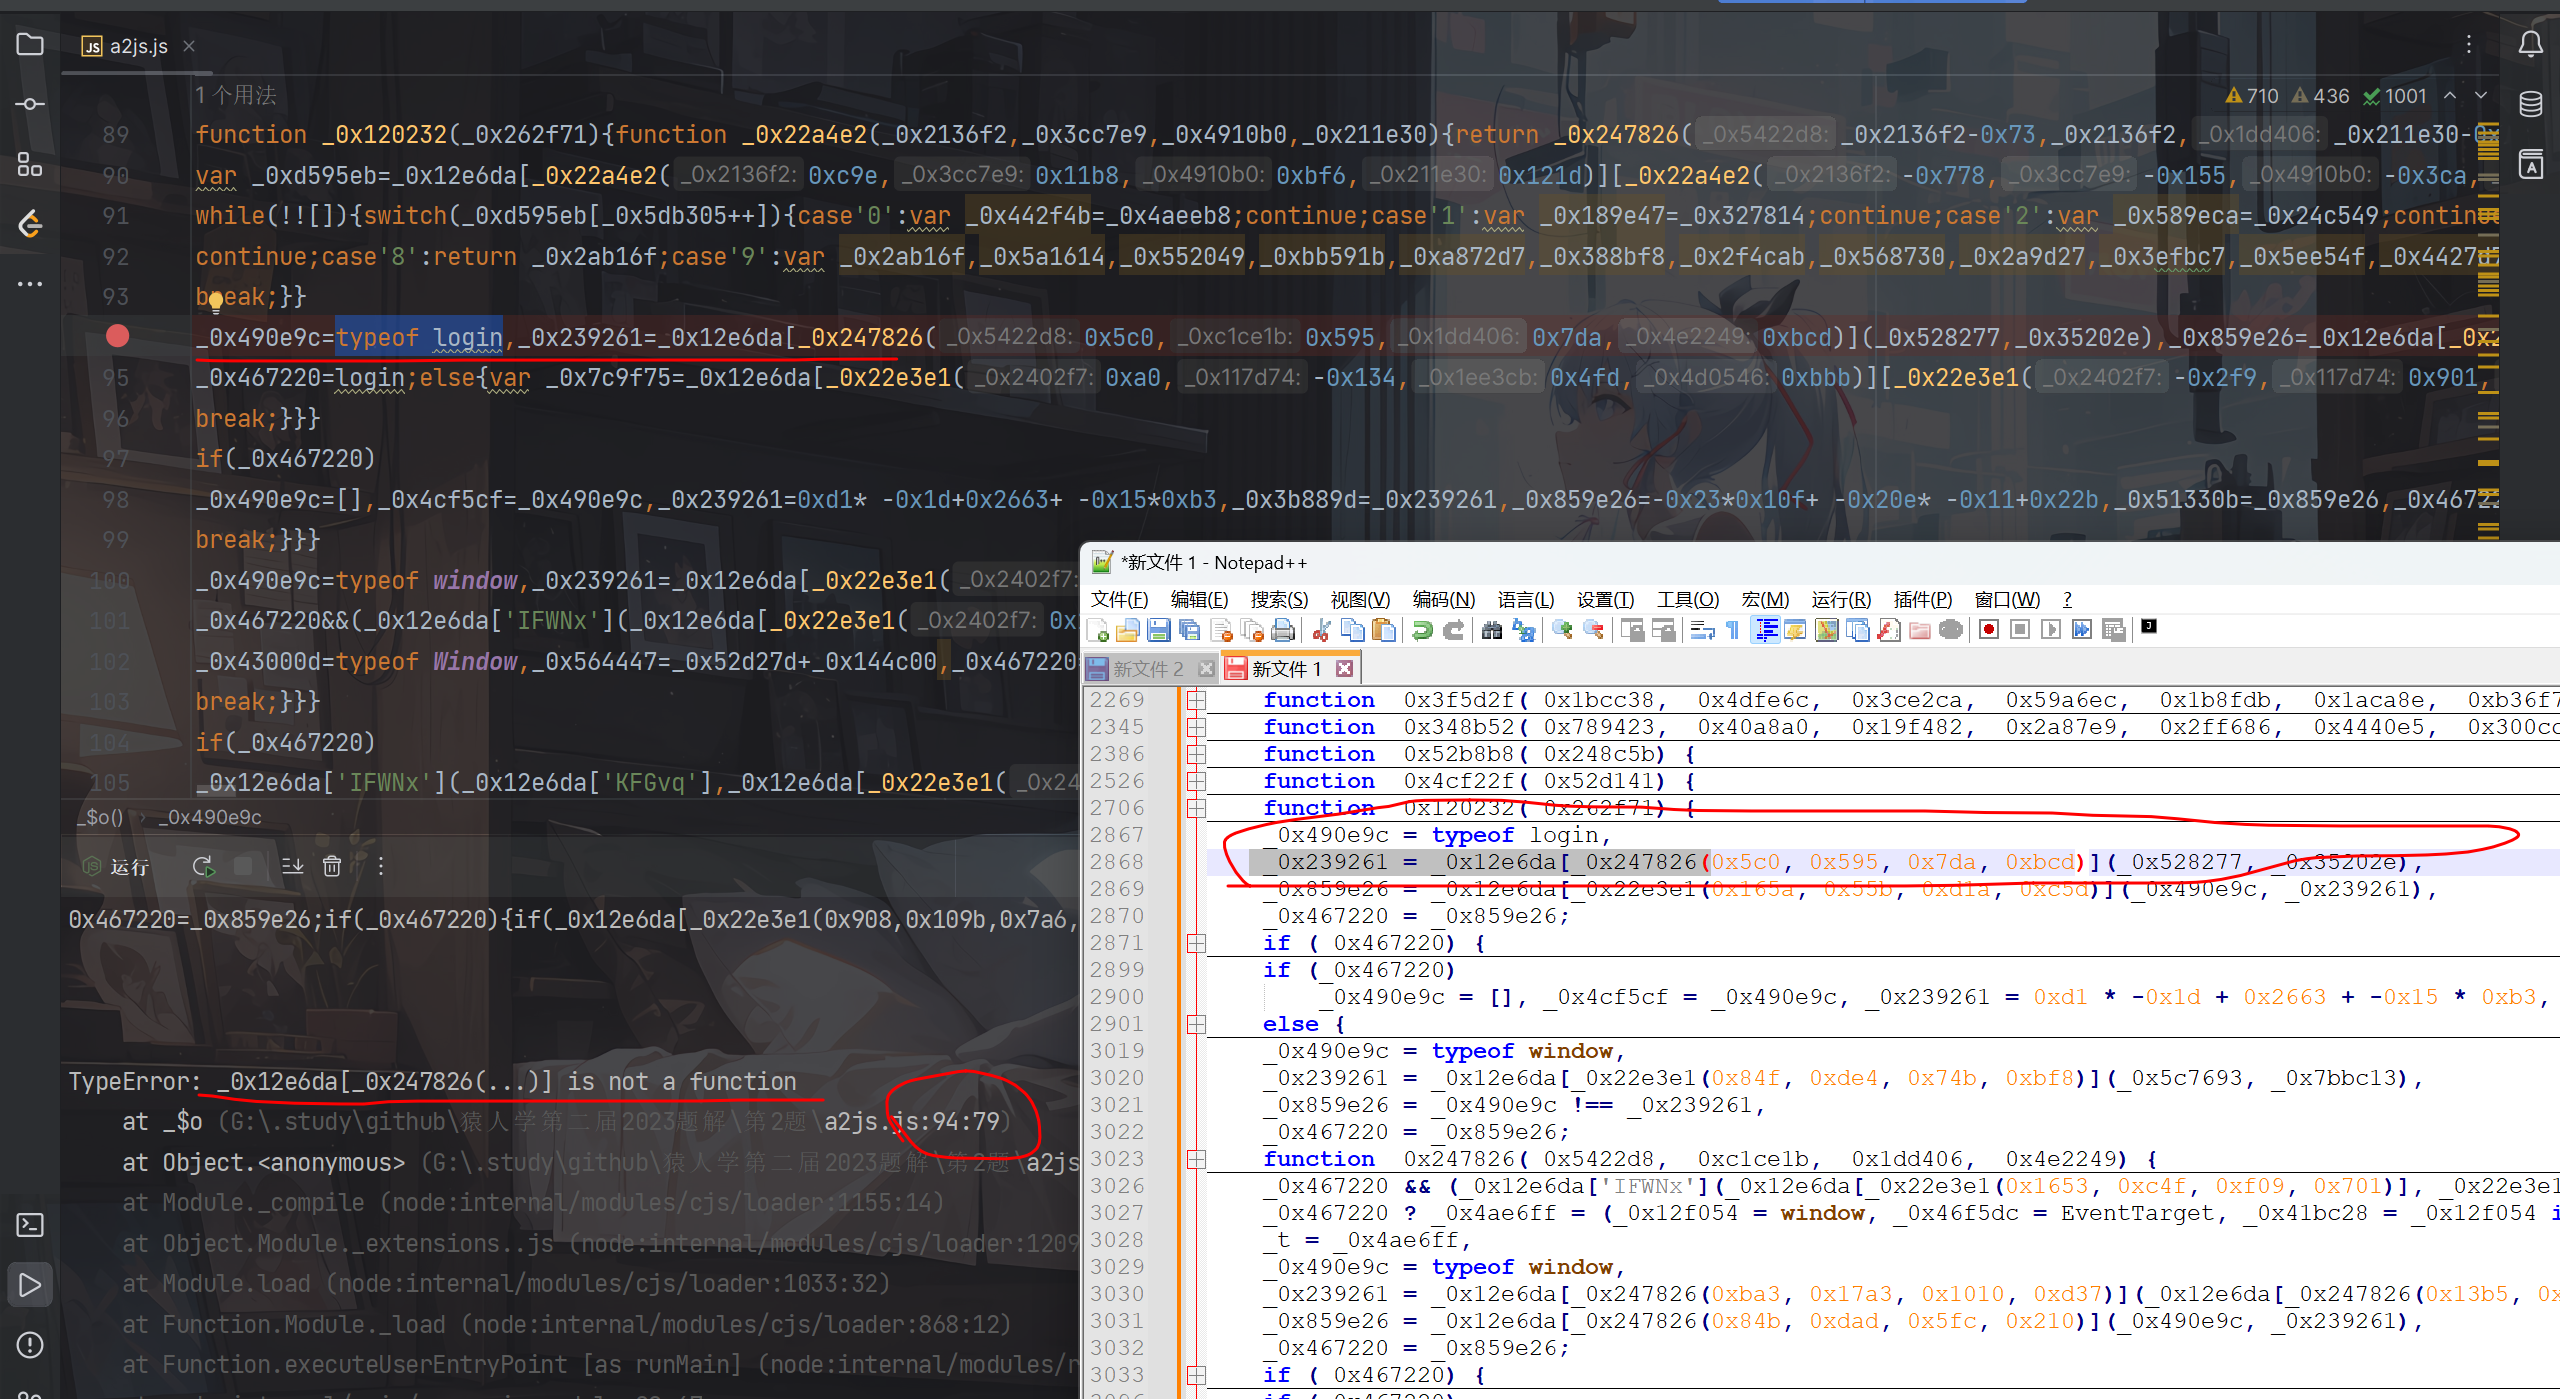 a2js.js
1 个用法
710 436 1001
89 function _0x120232(_0x262f71){function _0x22a4e2(_0x2136f2,_0x3cc7e9,_0x4910b0,_0x211e30){return _0x247826( _0x5422d8: _0x2136f2-0x73,_0x2136f2, _0x1dd406: _0x211e30-0x
90 var _0xd595eb=_0x12e6da[_0x22a4e2( _0x2136f2: 0xc9e, _0x3cc7e9: 0x11b8, _0x4910b0: 0xbf6, _0x211e30: 0x121d)][_0x22a4e2( _0x2136f2: -0x778, _0x3cc7e9: -0x155, _0x4910b0: -0x3ca,
91 while(!![]){switch(_0xd595eb[_0x5db305++]){case'0':var _0x442f4b=_0x4aeeb8;continue;case'1':var _0x189e47=_0x327814;continue;case'2':var _0x589eca=_0x24c549;continue
92 continue;case'8':return _0x2ab16f;case'9':var _0x2ab16f,_0x5a1614,_0x552049,_0xbb591b,_0xa872d7,_0x388bf8,_0x2f4cab,_0x568730,_0x2a9d27,_0x3efbc7,_0x5ee54f,_0x4427d5
93 break;}}
_0x490e9c=typeof login,_0x239261=_0x12e6da[_0x247826( _0x5422d8: 0x5c0, _0xc1ce1b: 0x595, _0x1dd406: 0x7da, _0x4e2249: 0xbcd)](_0x528277,_0x35202e),_0x859e26=_0x12e6da[_0x2
95 _0x467220=login;else{var _0x7c9f75=_0x12e6da[_0x22e3e1( _0x2402f7: 0xa0, _0x117d74: -0x134, _0x1ee3cb: 0x4fd, _0x4d0546: 0xbbb)][_0x22e3e1( _0x2402f7: -0x2f9, _0x117d74: 0x901,
96 break;}}}
97 if(_0x467220)
98 _0x490e9c=[],_0x4cf5cf=_0x490e9c,_0x239261=0xd1* -0x1d+0x2663+ -0x15*0xb3,_0x3b889d=_0x239261,_0x859e26=-0x23*0x10f+ -0x20e* -0x11+0x22b,_0x51330b=_0x859e26,_0x4672
99 break;}}}
100 _0x490e9c=typeof window,_0x239261=_0x12e6da[_0x22e3e1( _0x2402f7:
101 _0x467220&&(_0x12e6da['IFWNx'](_0x12e6da[_0x22e3e1( _0x2402f7: 0x
102 _0x43000d=typeof Window,_0x564447=_0x52d27d+_0x144c00,_0x467220
103 break;}}}
104 if(_0x467220)
105 _0x12e6da['IFWNx'](_0x12e6da['KFGvq'],_0x12e6da[_0x22e3e1( _0x24
_$o() › _0x490e9c
运行
0x467220=_0x859e26;if(_0x467220){if(_0x12e6da[_0x22e3e1(0x908,0x109b,0x7a6,
TypeError: _0x12e6da[_0x247826(...)] is not a function
at _$o (G:\.study\github\猿人学第二届2023题解\第2题\a2js.js:94:79)
at Object.<anonymous> (G:\.study\github\猿人学第二届2023题解\第2题\a2js
at Module._compile (node:internal/modules/cjs/loader:1155:14)
at Object.Module._extensions..js (node:internal/modules/cjs/loader:1209
at Module.load (node:internal/modules/cjs/loader:1033:32)
at Function.Module._load (node:internal/modules/cjs/loader:868:12)
at Function.executeUserEntryPoint [as runMain] (node:internal/modules/r
*新文件 1 - Notepad++
文件(F) 编辑(E) 搜索(S) 视图(V) 编码(N) 语言(L) 设置(T) 工具(O) 宏(M) 运行(R) 插件(P) 窗口(W) ?
新文件 2 新文件 1
2269 function _0x3f5d2f(_0x1bcc38, _0x4dfe6c, _0x3ce2ca, _0x59a6ec, _0x1b8fdb, _0x1aca8e, _0xb36f7
2345 function _0x348b52(_0x789423, _0x40a8a0, _0x19f482, _0x2a87e9, _0x2ff686, _0x4440e5, _0x300cc
2386 function _0x52b8b8(_0x248c5b) {
2526 function _0x4cf22f(_0x52d141) {
2706 function _0x120232(_0x262f71) {
2867 _0x490e9c = typeof login,
2868 _0x239261 = _0x12e6da[_0x247826(0x5c0, 0x595, 0x7da, 0xbcd)](_0x528277, _0x35202e),
2869 _0x859e26 = _0x12e6da[_0x22e3e1(0x165a, 0x55b, 0xd1a, 0xc5d)](_0x490e9c, _0x239261),
2870 _0x467220 = _0x859e26;
2871 if (_0x467220) {
2899 if (_0x467220)
2900 _0x490e9c = [], _0x4cf5cf = _0x490e9c, _0x239261 = 0xd1 * -0x1d + 0x2663 + -0x15 * 0xb3,
2901 else {
3019 _0x490e9c = typeof window,
3020 _0x239261 = _0x12e6da[_0x22e3e1(0x84f, 0xde4, 0x74b, 0xbf8)](_0x5c7693, _0x7bbc13),
3021 _0x859e26 = _0x490e9c !== _0x239261,
3022 _0x467220 = _0x859e26;
3023 function _0x247826(_0x5422d8, _0xc1ce1b, _0x1dd406, _0x4e2249) {
3026 _0x467220 && (_0x12e6da['IFWNx'](_0x12e6da[_0x22e3e1(0x1653, 0xc4f, 0xf09, 0x701)], _0x22e3e1
3027 _0x467220 ? _0x4ae6ff = (_0x12f054 = window, _0x46f5dc = EventTarget, _0x41bc28 = _0x12f054 i
3028 _t = _0x4ae6ff,
3029 _0x490e9c = typeof window,
3030 _0x239261 = _0x12e6da[_0x247826(0xba3, 0x17a3, 0x1010, 0xd37)](_0x12e6da[_0x247826(0x13b5, 0x
3031 _0x859e26 = _0x12e6da[_0x247826(0x84b, 0xdad, 0x5fc, 0x210)](_0x490e9c, _0x239261),
3032 _0x467220 = _0x859e26;
3033 if (_0x467220) {